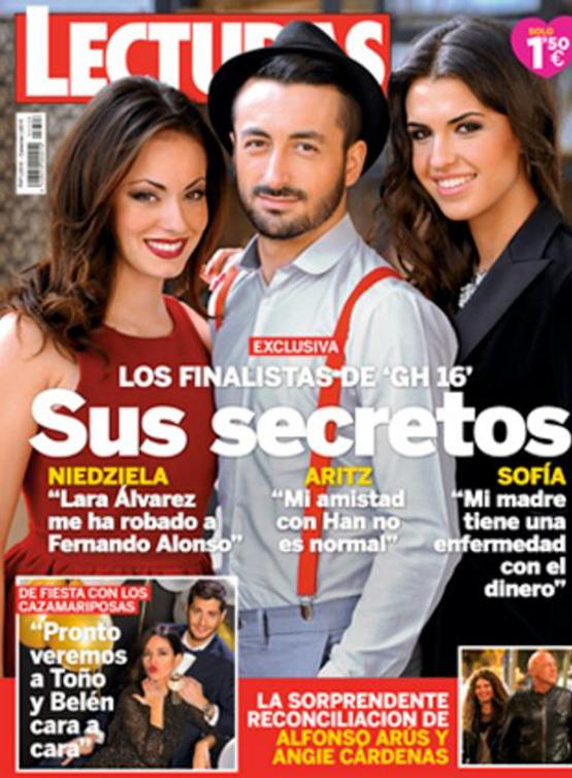 LECTURAS
SOLO
1'50
€
EXCLUSIVA
LOS FINALISTAS DE 'GH 16'
Sus secretos
NIEDZIELA
“Lara Álvarez
me ha robado a
Fernando Alonso”
ARITZ
“Mi amistad
con Han no
es normal”
SOFÍA
“Mi madre
tiene una
enfermedad
con el
dinero”
DE FIESTA CON LOS
CAZAMARIPOSAS
“Pronto
veremos
a Toño
y Belén
cara a
cara”
LA SORPRENDENTE
RECONCILIACIÓN DE
ALFONSO ARÚS Y
ANGIE CÁRDENAS